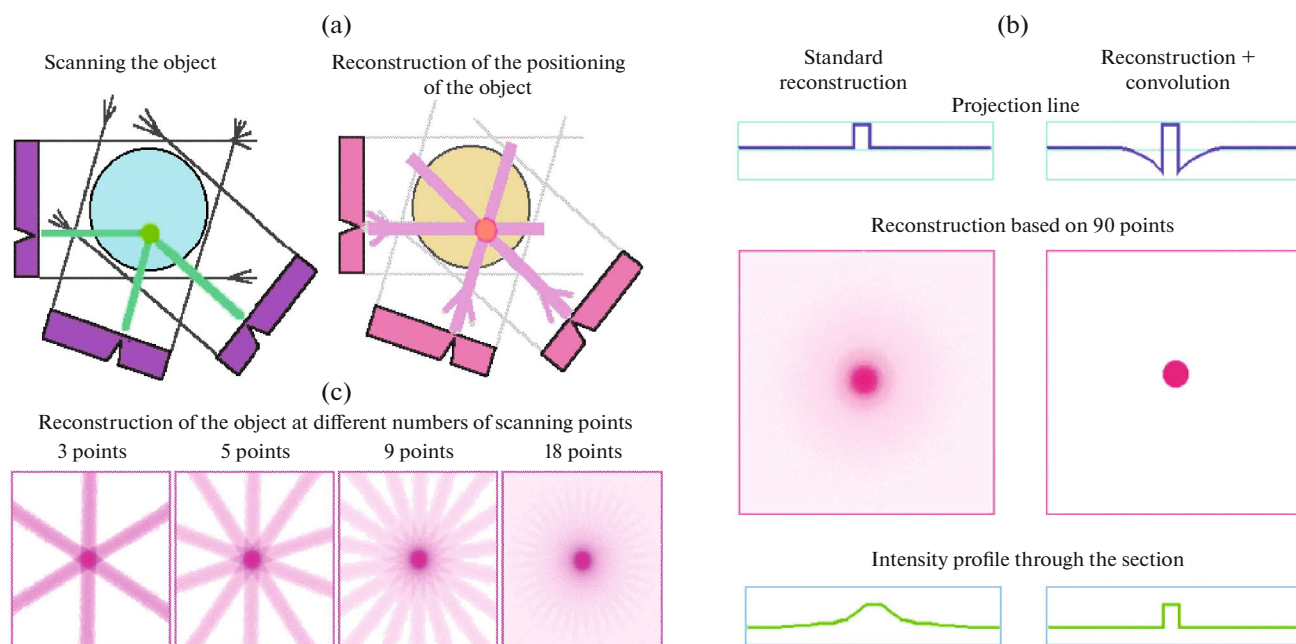 (a)
Scanning the object
Reconstruction of the positioning
of the object
(c)
Reconstruction of the object at different numbers of scanning points
3 points
5 points
9 points
18 points
(b)
Standard
reconstruction
Reconstruction +
convolution
Projection line
Reconstruction based on 90 points
Intensity profile through the section